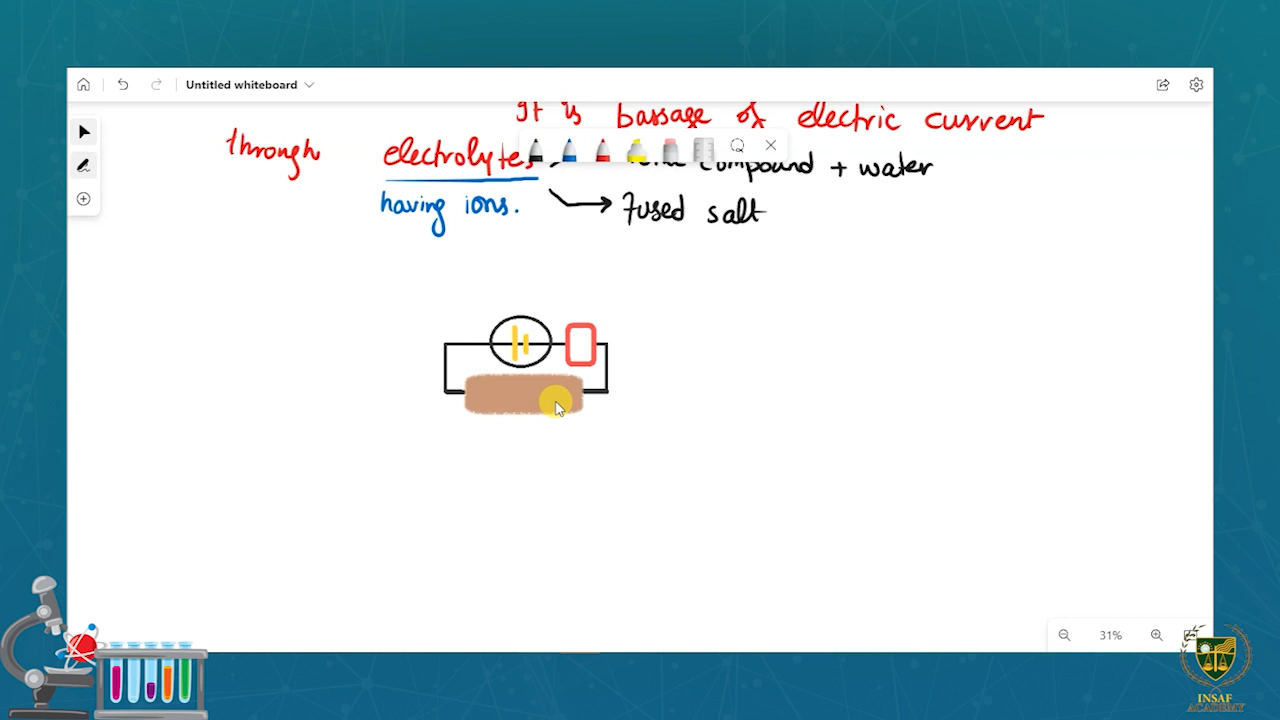 Untitled whiteboard
It is bassage of electric current
through electrolytes compound + water
having ions. fused salt
31%
INSAF
ACADEMY